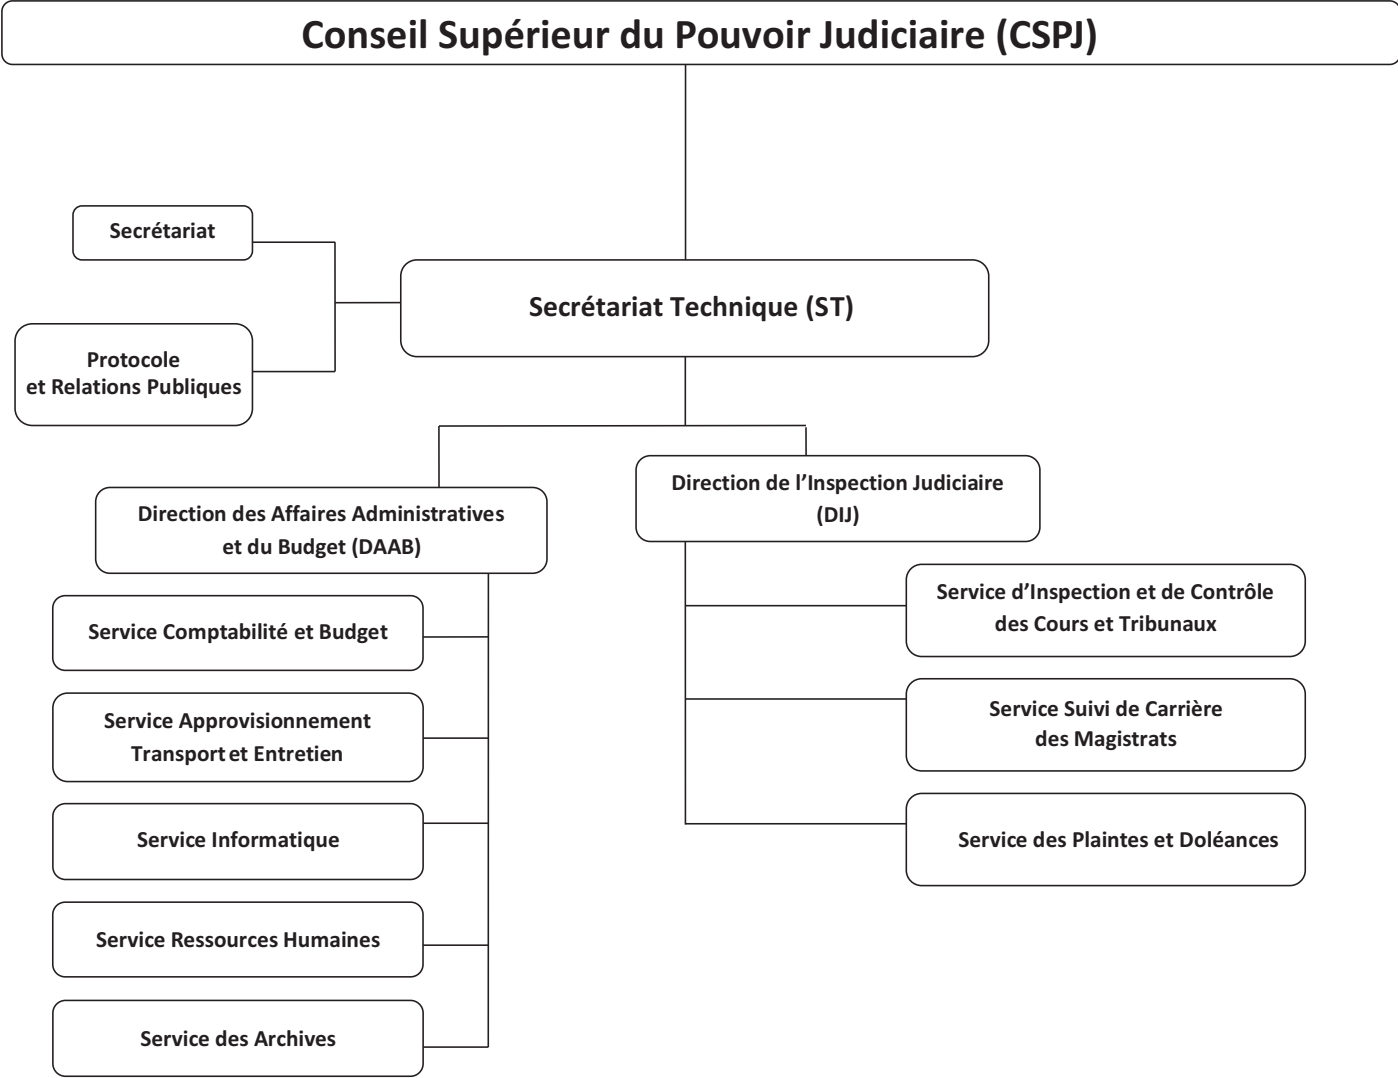 Conseil Supérieur du Pouvoir Judiciaire (CSPJ)
Secrétariat
Secrétariat Technique (ST)
Protocole
et Relations Publiques
Direction des Affaires Administratives
et du Budget (DAAB)
Direction de l’Inspection Judiciaire
(DIJ)
Service Comptabilité et Budget
Service Approvisionnement
Transport et Entretien
Service Informatique
Service Ressources Humaines
Service des Archives
Service d’Inspection et de Contrôle
des Cours et Tribunaux
Service Suivi de Carrière
des Magistrats
Service des Plaintes et Doléances